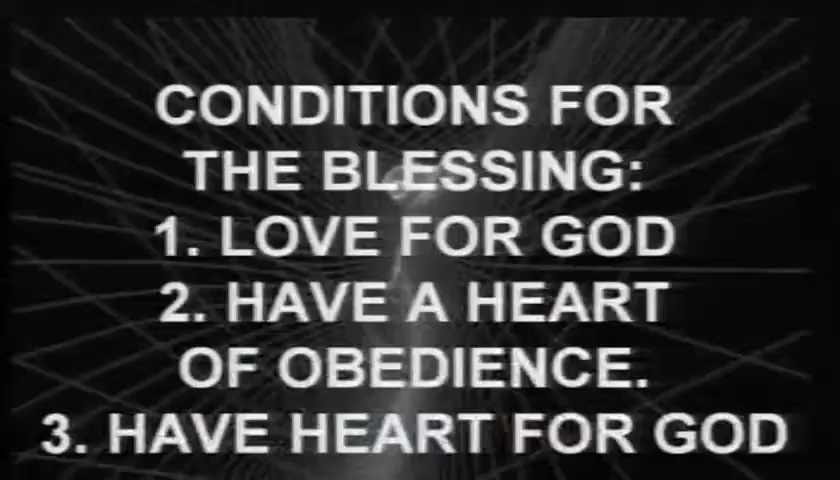 CONDITIONS FOR
THE BLESSING:
1. LOVE FOR GOD
2. HAVE A HEART
OF OBEDIENCE.
3. HAVE HEART FOR GOD